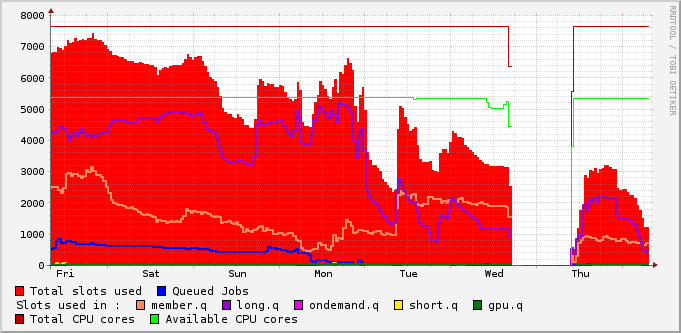 8000
7000
6000
5000
4000
3000
2000
1000
0
Fri Sat Sun Mon Tue Wed Thu
Total slots used Queued Jobs
Slots used in : member.q long.q ondemand.q short.q gpu.q
Total CPU cores Available CPU cores
RRDTOOL / TOBI OETIKER